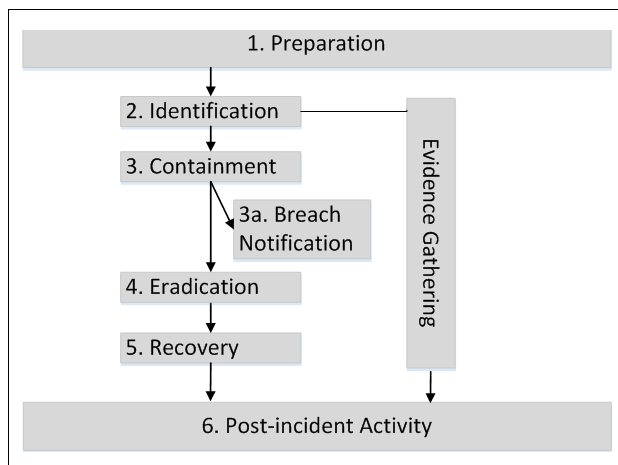 1. Preparation
2. Identification
3. Containment
3a. Breach
Notification
4. Eradication
5. Recovery
Evidence Gathering
6. Post-incident Activity